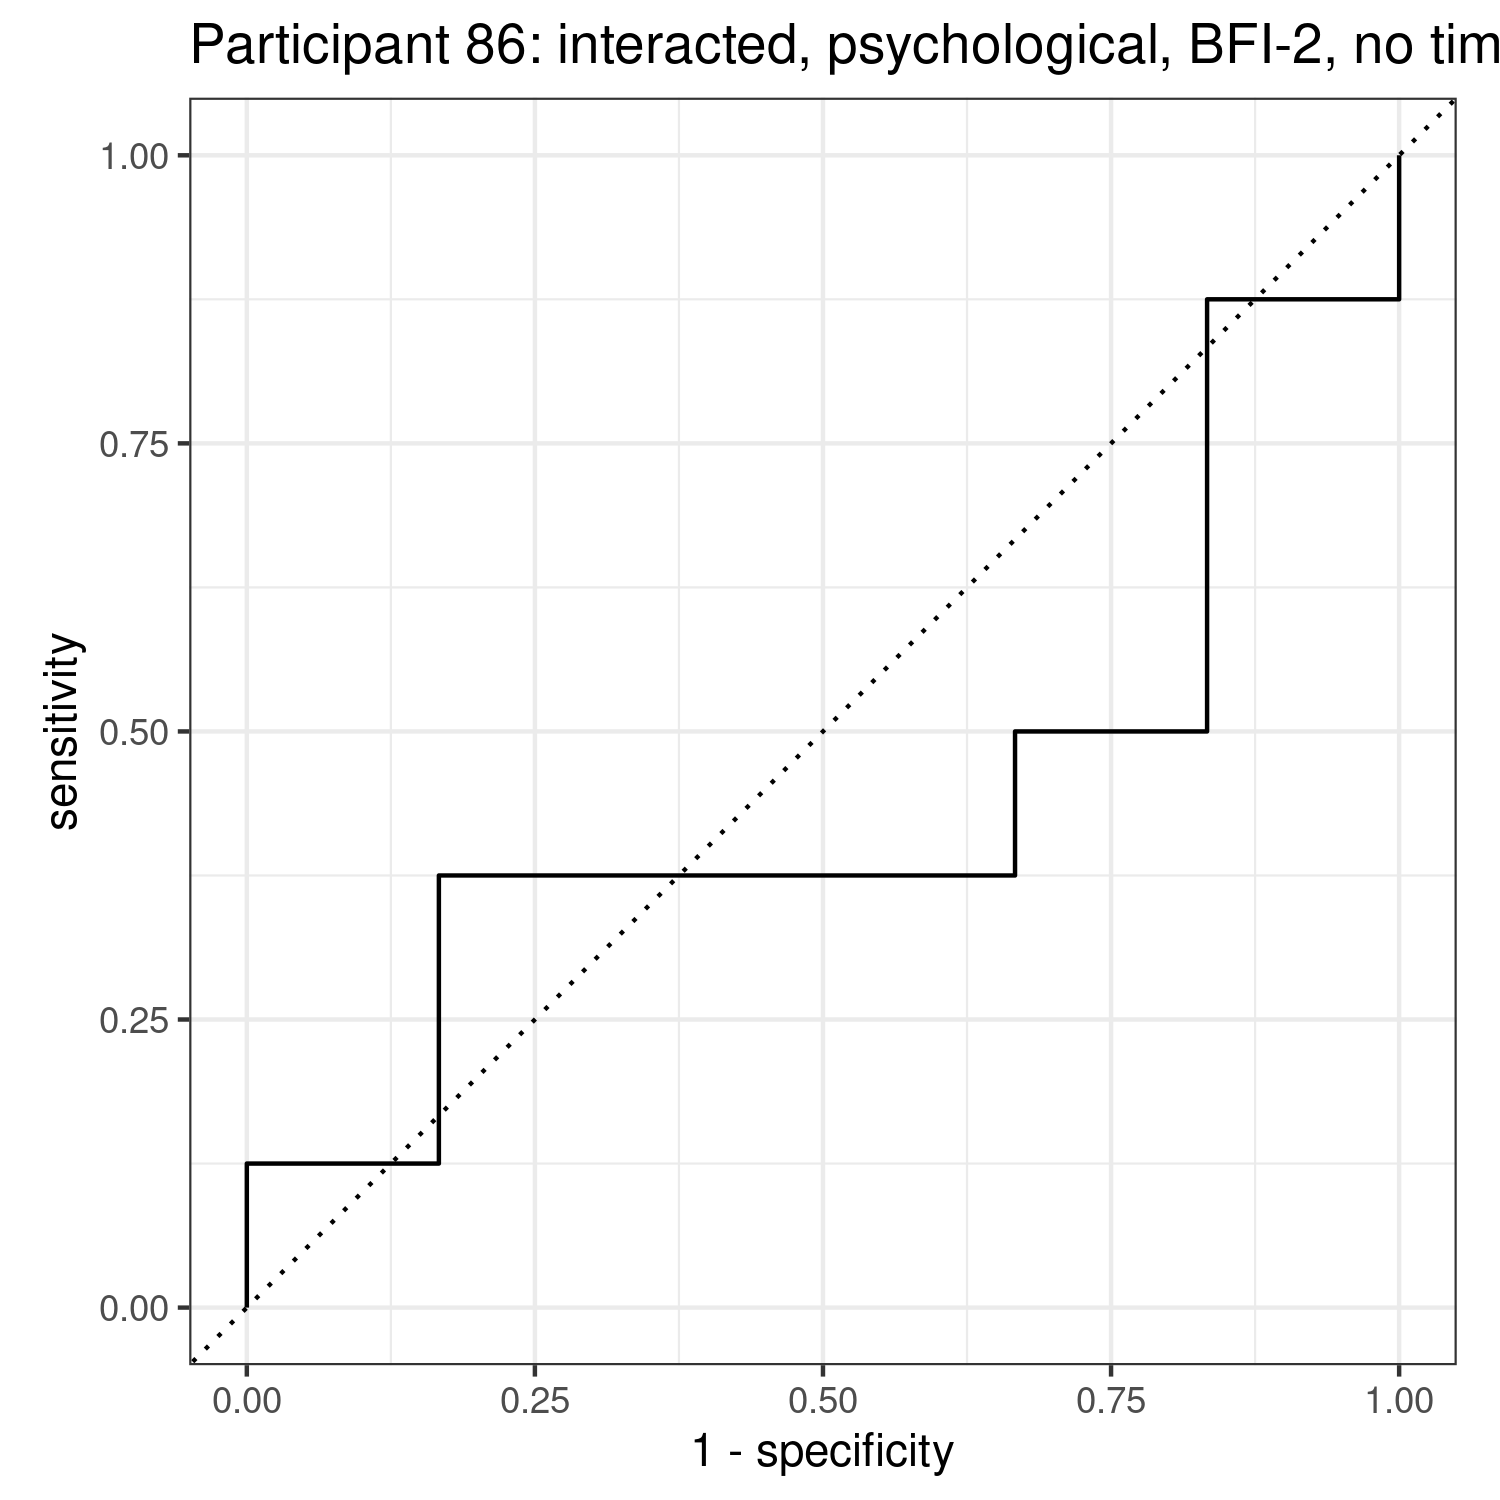 Participant 86: interacted, psychological, BFI-2, no tim
1.00
0.75
0.50
0.25
0.00
sensitivity
0.00 0.25 0.50 0.75 1.00
1 - specificity